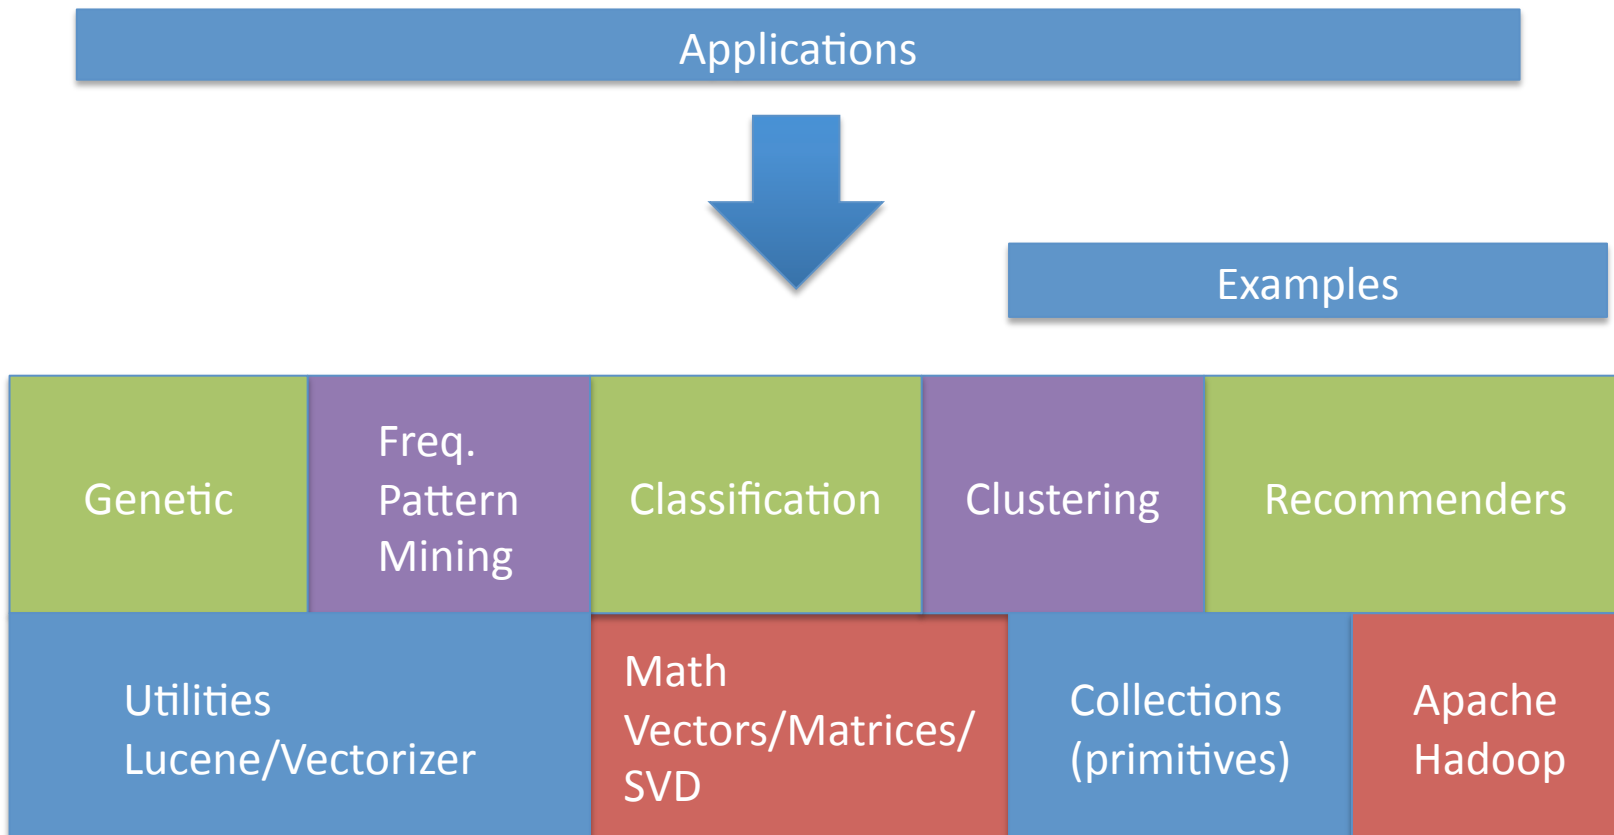 Applications
Examples
Genetic
Freq.
Pattern
Mining
Classification
Clustering
Recommenders
Utilities
Lucene/Vectorizer
Math
Vectors/Matrices/
SVD
Collections
(primitives)
Apache
Hadoop